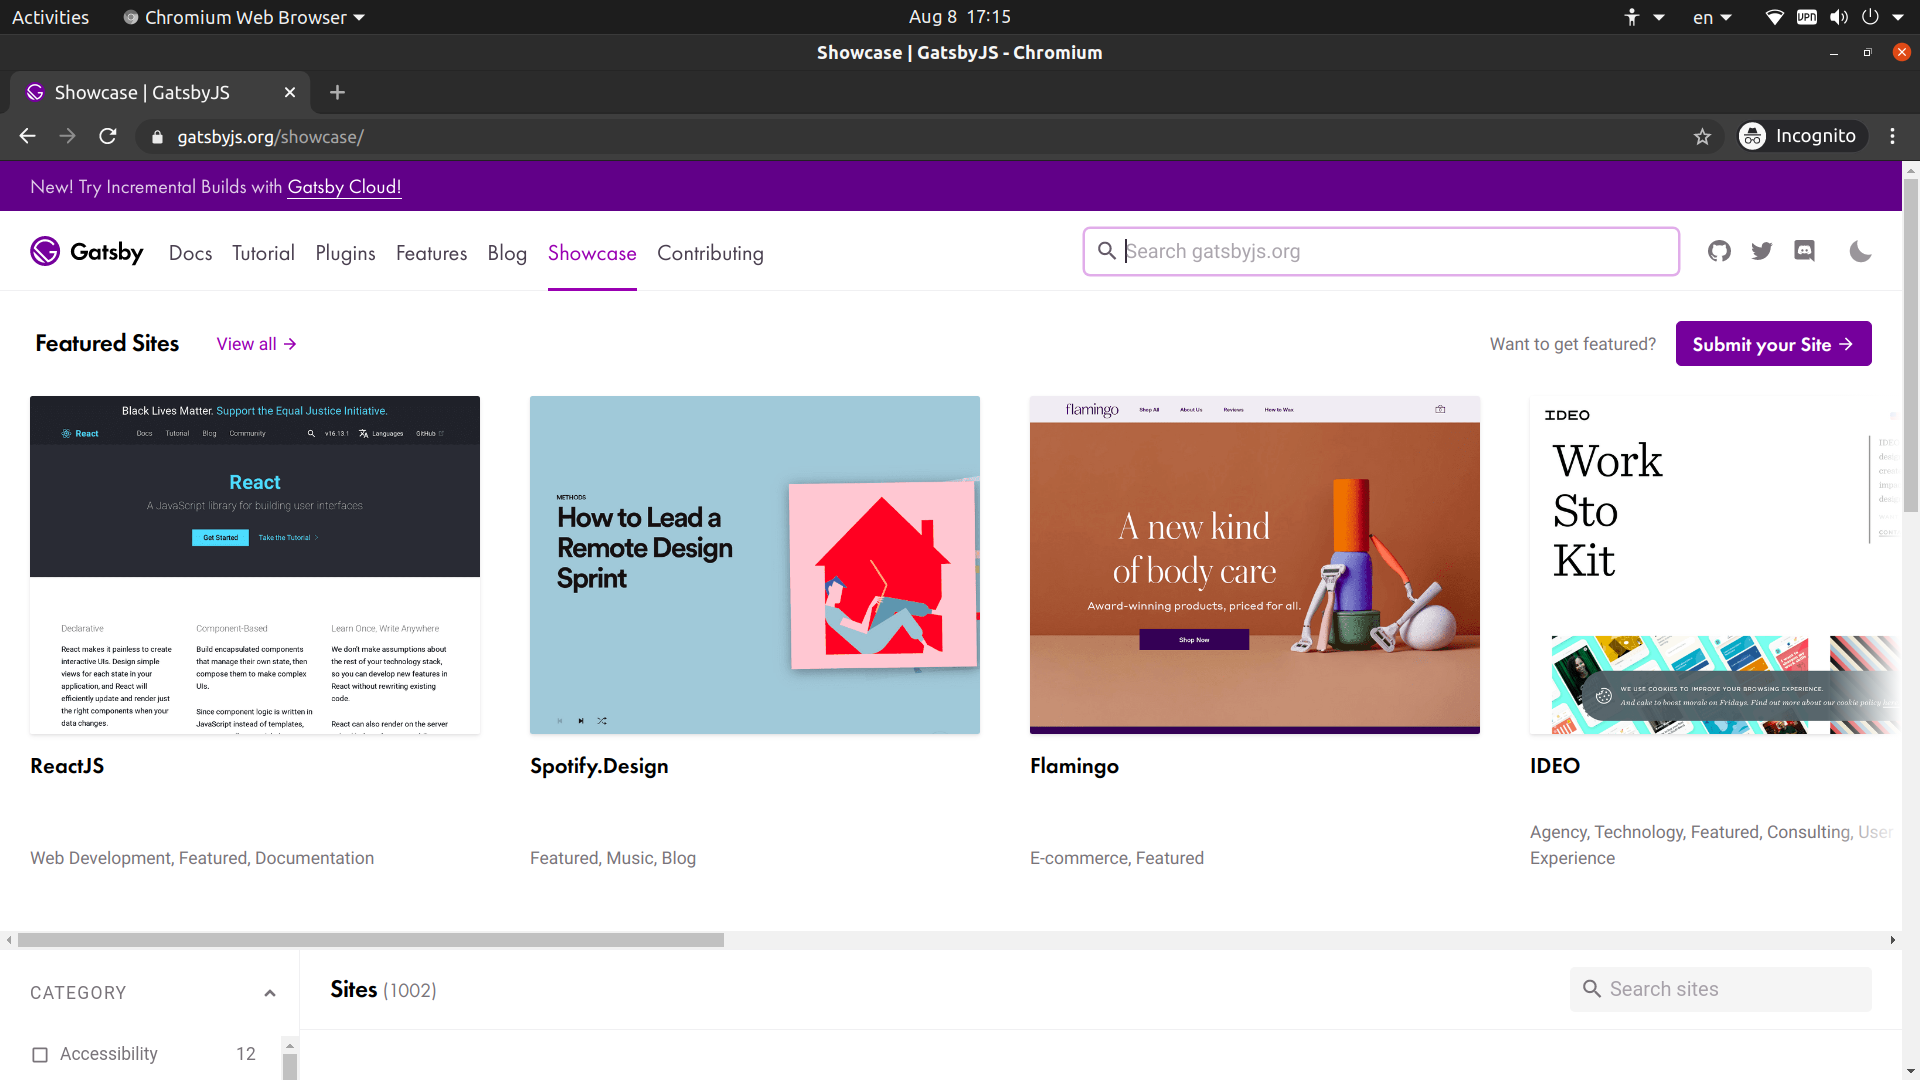 Activities
Chromium Web Browser
Aug 8 17:15
en
VPN
Showcase | GatsbyJS - Chromium
Showcase | GatsbyJS
gatsbyjs.org/showcase/
Incognito
New! Try Incremental Builds with Gatsby Cloud!
Gatsby
Docs
Tutorial
Plugins
Features
Blog
Showcase
Contributing
Search gatsbyjs.org
Featured Sites
View all →
Want to get featured?
Submit your Site →
Black Lives Matter. Support the Equal Justice Initiative.
React
Docs
Tutorial
Blog
Community
v16.13.1
Languages
GitHub
React
A JavaScript library for building user interfaces
Get Started
Take the Tutorial
Declarative
React makes it painless to create
interactive UIs. Design simple
views for each state in your
application, and React will
efficiently update and render just
the right components when your
data changes.
Component-Based
Build encapsulated components
that manage their own state, then
compose them to make complex
UIs.
Since component logic is written in
JavaScript instead of templates,
Learn Once, Write Anywhere
We don't make assumptions about
the rest of your technology stack,
so you can develop new features in
React without rewriting existing
code.
React can also render on the server
METHODS
How to Lead a
Remote Design
Sprint
flamingo
Shop All
About Us
Reviews
How to Wax
A new kind
of body care
Award-winning products, priced for all.
Shop Now
IDEO
Work
Sto
Kit
WE USE COOKIES TO IMPROVE YOUR BROWSING EXPERIENCE.
And cake to boost morale on Fridays. Find out more about our cookie policy here
ReactJS
Spotify.Design
Flamingo
IDEO
Web Development, Featured, Documentation
Featured, Music, Blog
E-commerce, Featured
Agency, Technology, Featured, Consulting, User
Experience
CATEGORY
Sites (1002)
Search sites
Accessibility
12